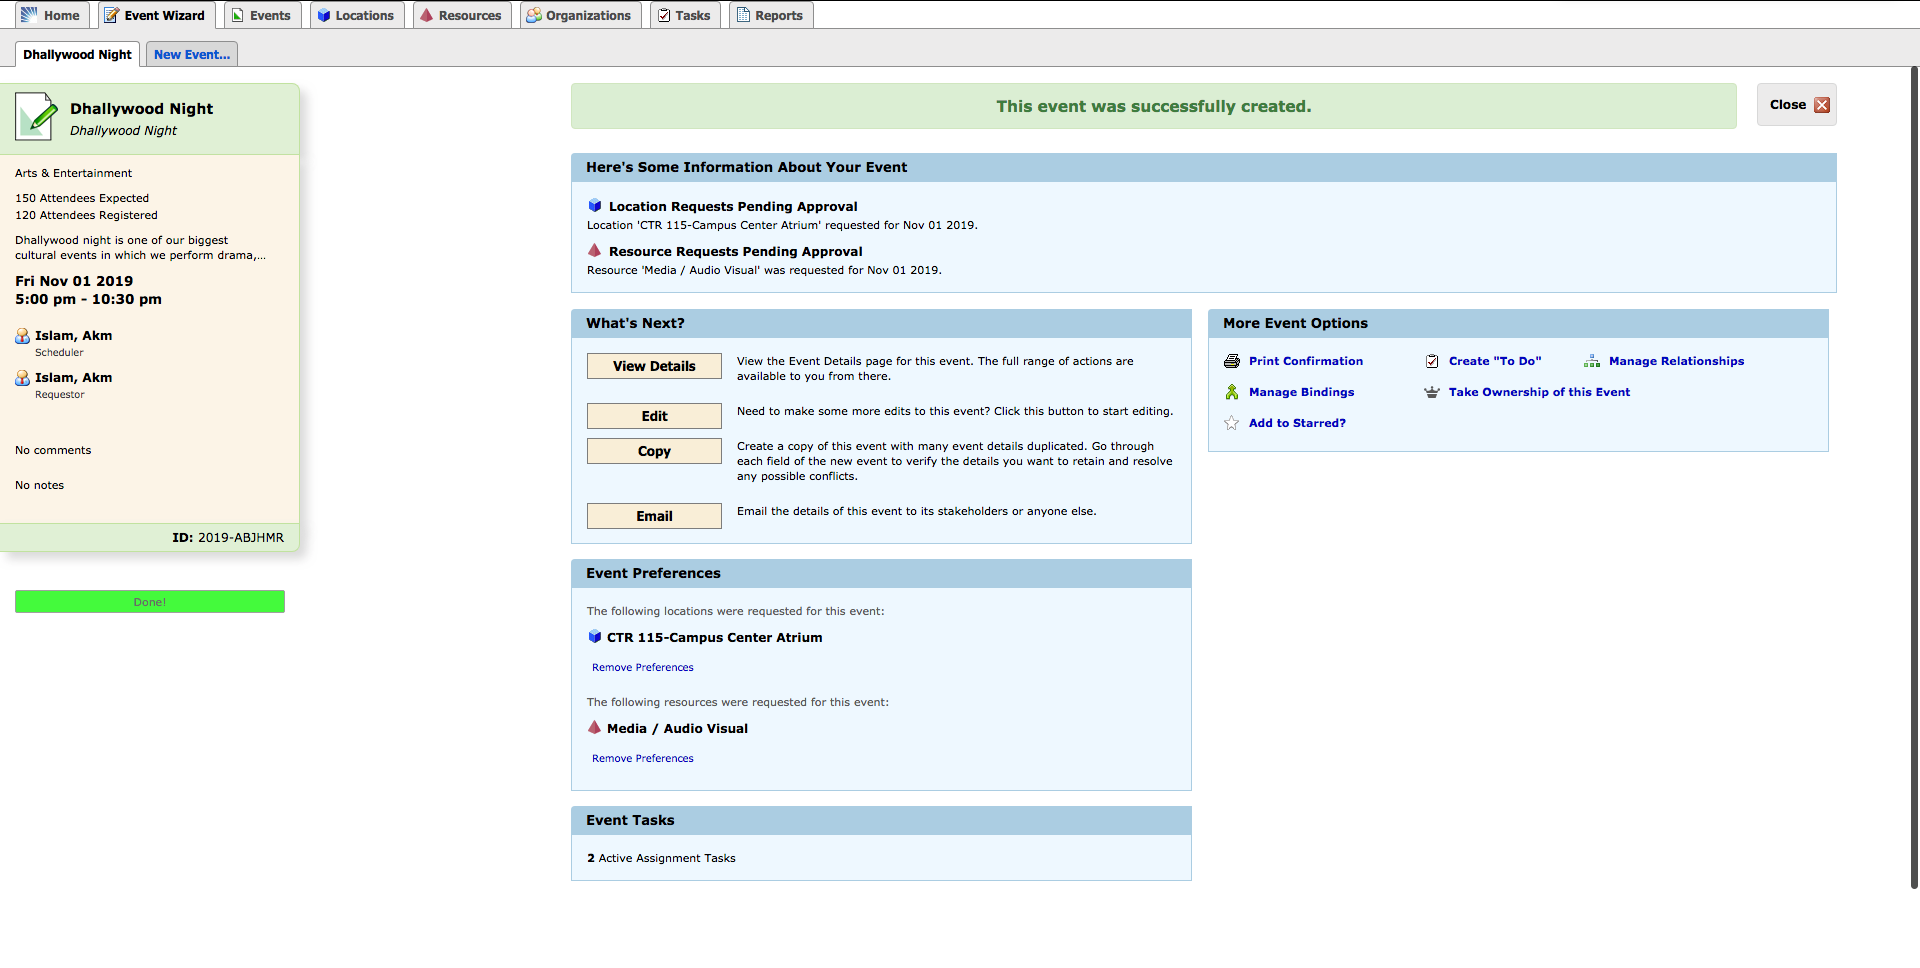 Home
Event Wizard
Events
Locations
Resources
Organizations
Tasks
Reports
Dhallywood Night
New Event...
Dhallywood Night
Dhallywood Night
Arts & Entertainment
150 Attendees Expected
120 Attendees Registered
Dhallywood night is one of our biggest
cultural events in which we perform drama,...
Fri Nov 01 2019
5:00 pm - 10:30 pm
Islam, Akm
Scheduler
Islam, Akm
Requestor
No comments
No notes
ID: 2019-ABJHMR
Done!
This event was successfully created.
Close
Here's Some Information About Your Event
Location Requests Pending Approval
Location 'CTR 115-Campus Center Atrium' requested for Nov 01 2019.
Resource Requests Pending Approval
Resource 'Media / Audio Visual' was requested for Nov 01 2019.
What's Next?
View Details
View the Event Details page for this event. The full range of actions are
available to you from there.
Edit
Need to make some more edits to this event? Click this button to start editing.
Copy
Create a copy of this event with many event details duplicated. Go through
each field of the new event to verify the details you want to retain and resolve
any possible conflicts.
Email
Email the details of this event to its stakeholders or anyone else.
More Event Options
Print Confirmation
Create "To Do"
Manage Relationships
Manage Bindings
Take Ownership of this Event
Add to Starred?
Event Preferences
The following locations were requested for this event:
CTR 115-Campus Center Atrium
Remove Preferences
The following resources were requested for this event:
Media / Audio Visual
Remove Preferences
Event Tasks
2 Active Assignment Tasks